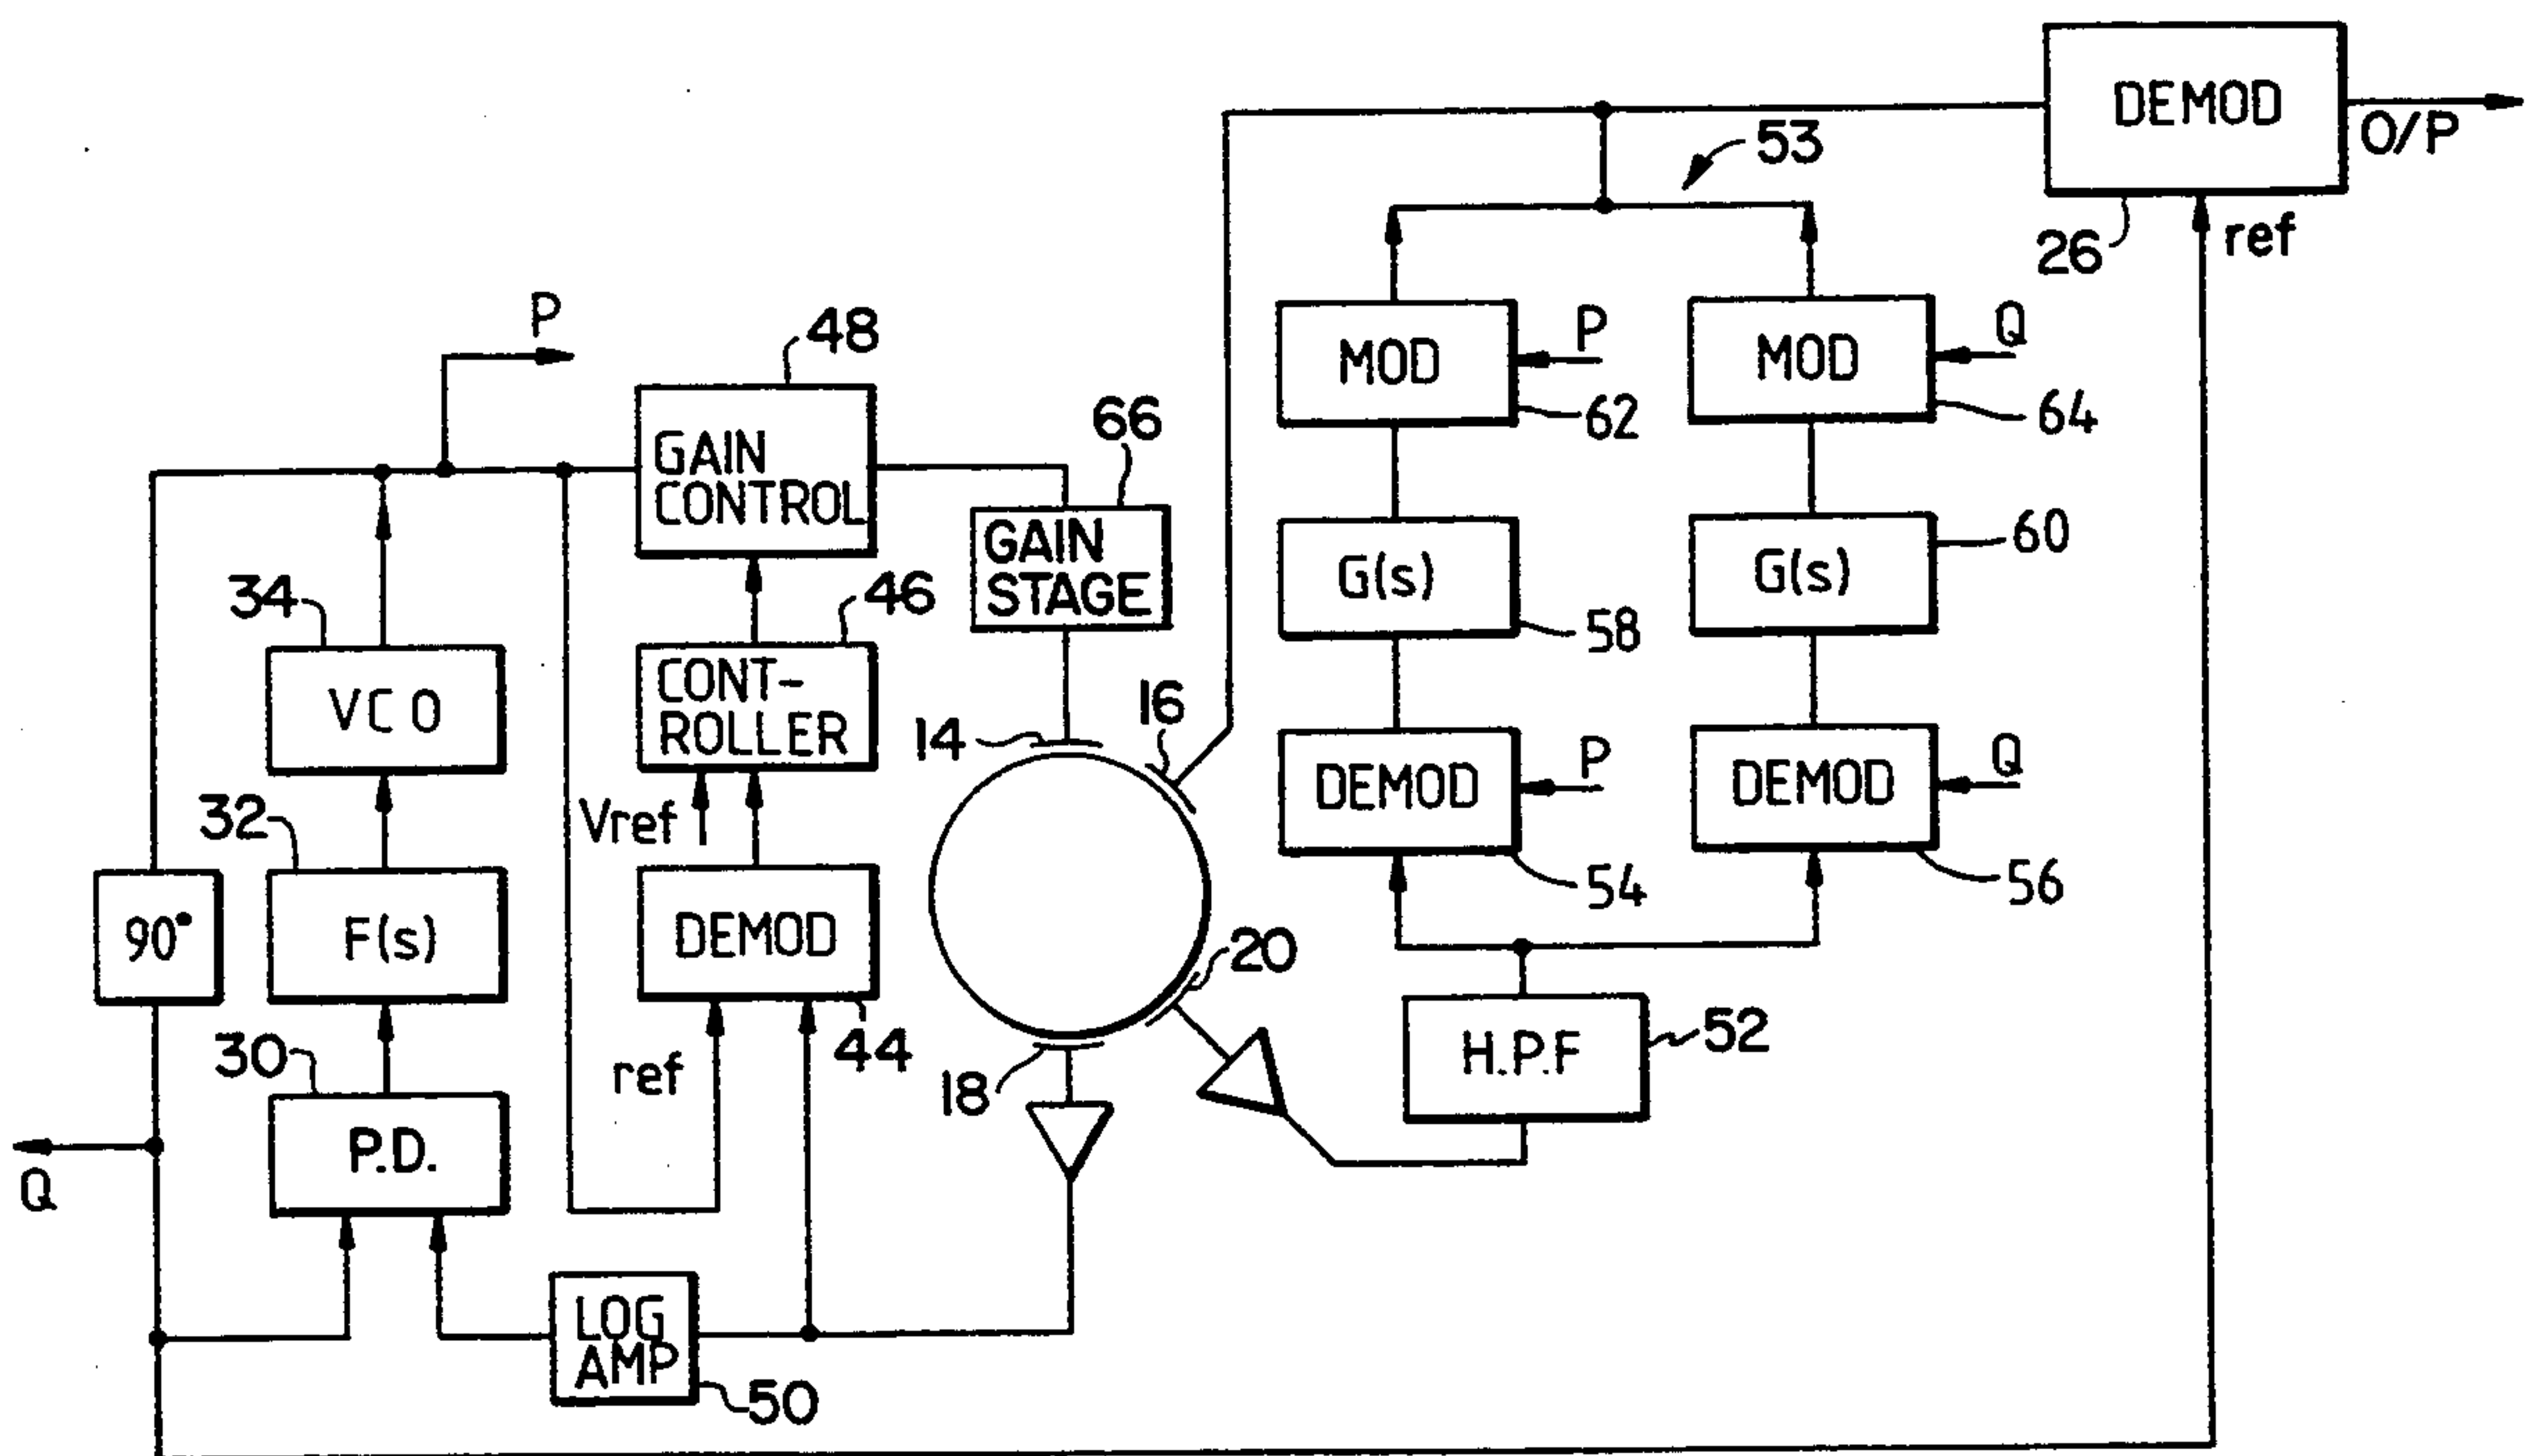 DEMOD
O/P
53
26
ref
P
48
66
MOD
P
62
MOD
Q
64
GAIN
CONTROL
GAIN
STAGE
G(s)
58
G(s)
60
34
46
VCO
CONT-
ROLLER
14
16
DEMOD
P
54
DEMOD
Q
56
32
Vref
90°
F(s)
DEMOD
44
20
30
ref
18
H.P.F
52
P.D.
Q
LOG
AMP
50